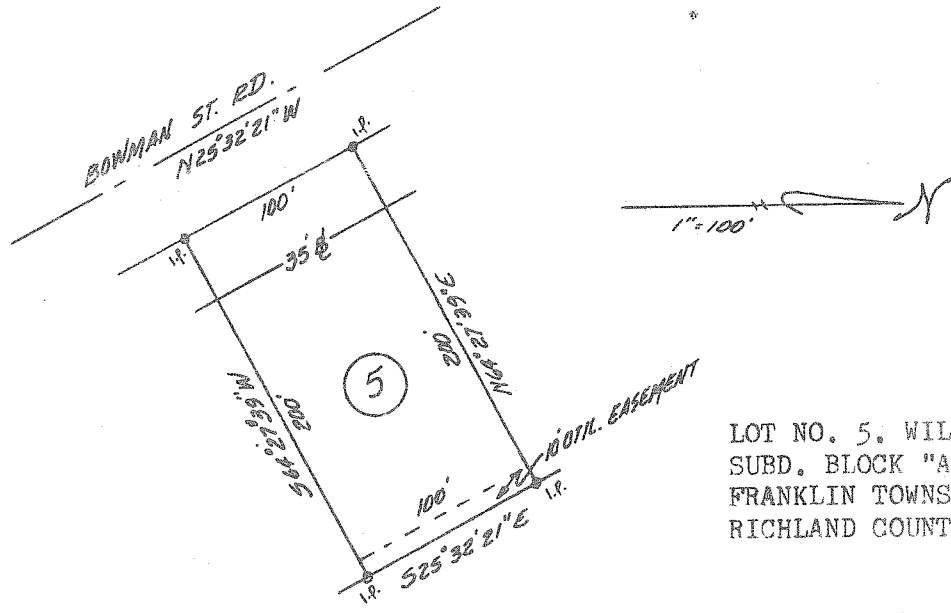 BOWMAN ST. RD.
N25°32'21"W
I.P.
I.P.
100'
35' ℄
N64°27'39"E
200'
1"=100'
N
S64°27'39"W
200'
5
10' UTIL. EASEMENT
100'
S25°32'21"E
I.P.
I.P.
LOT NO. 5. WIL
SUBD. BLOCK "A
FRANKLIN TOWNS
RICHLAND COUNT